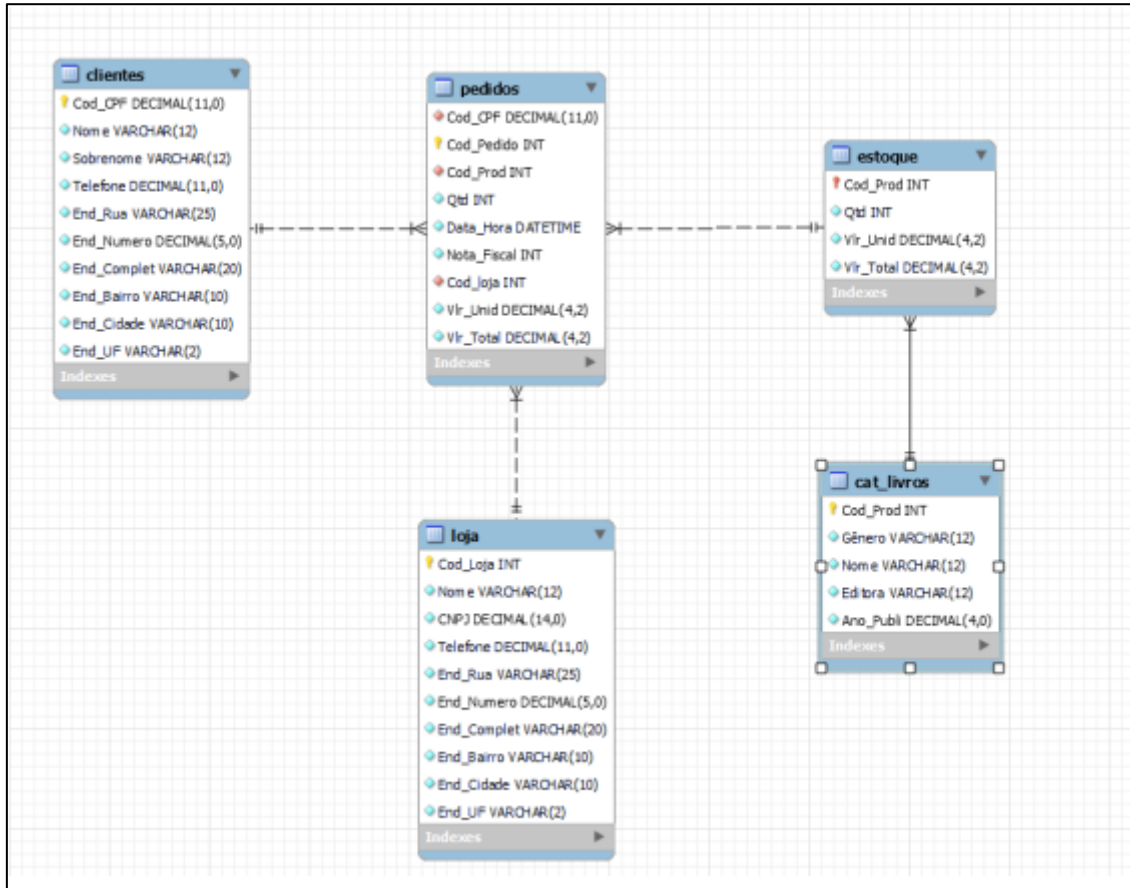 clientes
Cod_CPF DECIMAL(11,0)
Nome VARCHAR(12)
Sobrenome VARCHAR(12)
Telefone DECIMAL(11,0)
End_Rua VARCHAR(25)
End_Numero DECIMAL(5,0)
End_Complet VARCHAR(20)
End_Bairro VARCHAR(10)
End_Cidade VARCHAR(10)
End_UF VARCHAR(2)
Indexes
pedidos
Cod_CPF DECIMAL(11,0)
Cod_Pedido INT
Cod_Prod INT
Qtd INT
Data_Hora DATETIME
Nota_Fiscal INT
Cod_loja INT
Vlr_Unid DECIMAL(4,2)
Vlr_Total DECIMAL(4,2)
Indexes
estoque
Cod_Prod INT
Qtd INT
Vlr_Unid DECIMAL(4,2)
Vlr_Total DECIMAL(4,2)
Indexes
loja
Cod_Loja INT
Nome VARCHAR(12)
CNPJ DECIMAL(14,0)
Telefone DECIMAL(11,0)
End_Rua VARCHAR(25)
End_Numero DECIMAL(5,0)
End_Complet VARCHAR(20)
End_Bairro VARCHAR(10)
End_Cidade VARCHAR(10)
End_UF VARCHAR(2)
Indexes
cat_livros
Cod_Prod INT
Gênero VARCHAR(12)
Nome VARCHAR(12)
Editora VARCHAR(12)
Ano_Publi DECIMAL(4,0)
Indexes